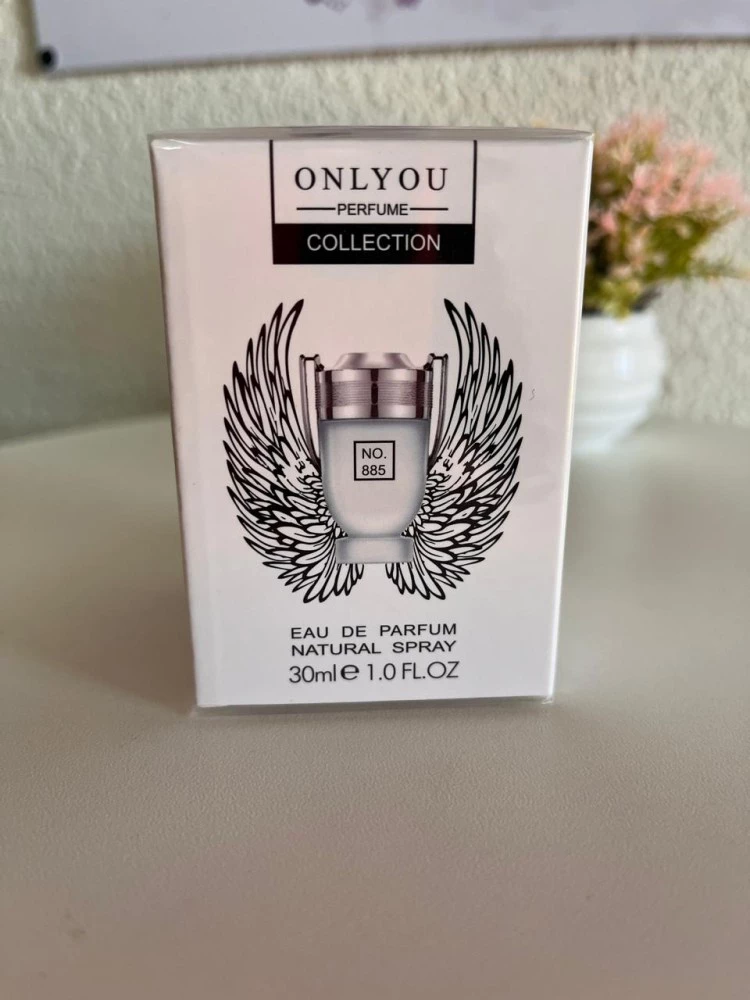 ONLYOU
PERFUME
COLLECTION
NO.
885
EAU DE PARFUM
NATURAL SPRAY
30ml e 1.0 FL.OZ